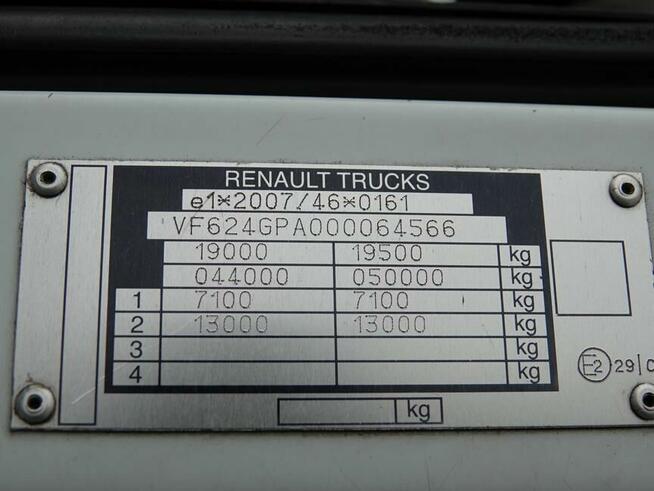 RENAULT TRUCKS
e1*2007/46*0161
VF624GPA000064566
19000 19500 kg
044000 050000 kg
1 7100 7100 kg
2 13000 13000 kg
3 kg
4 kg
E2 29
kg